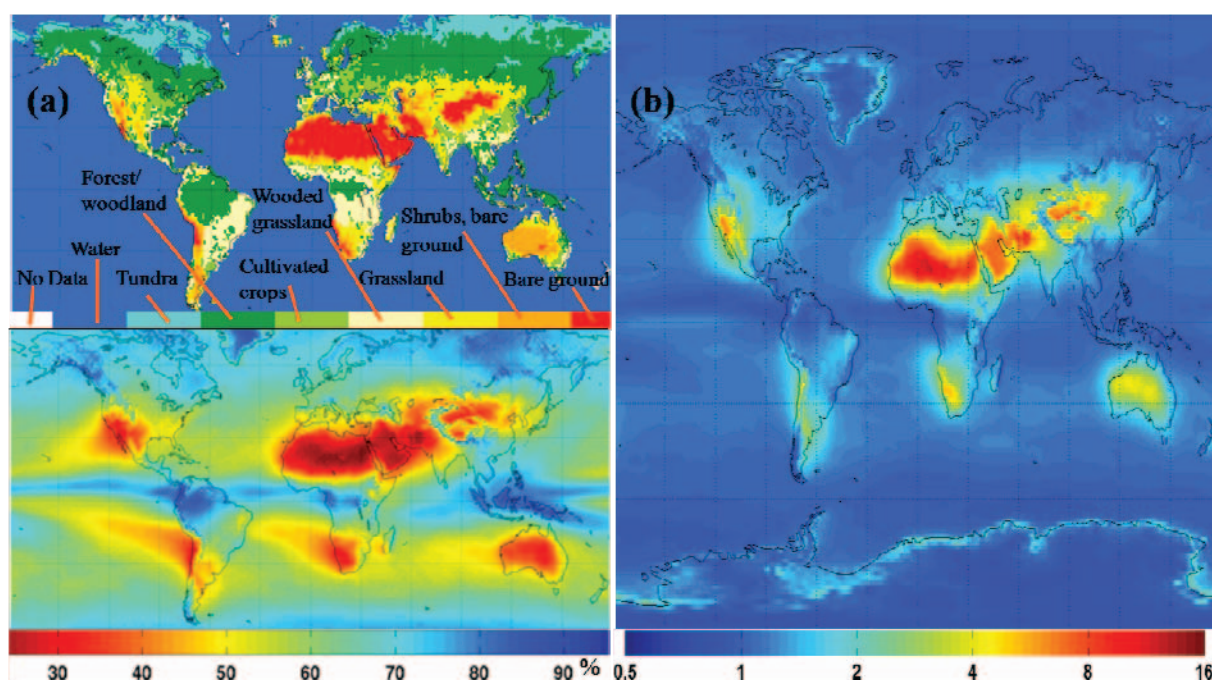 (a)
Forest/
woodland
Wooded
grassland
Shrubs, bare
ground
Water
No Data
Tundra
Cultivated
crops
Grassland
Bare ground
30 40 50 60 70 80 90 %
(b)
0.5 1 2 4 8 16